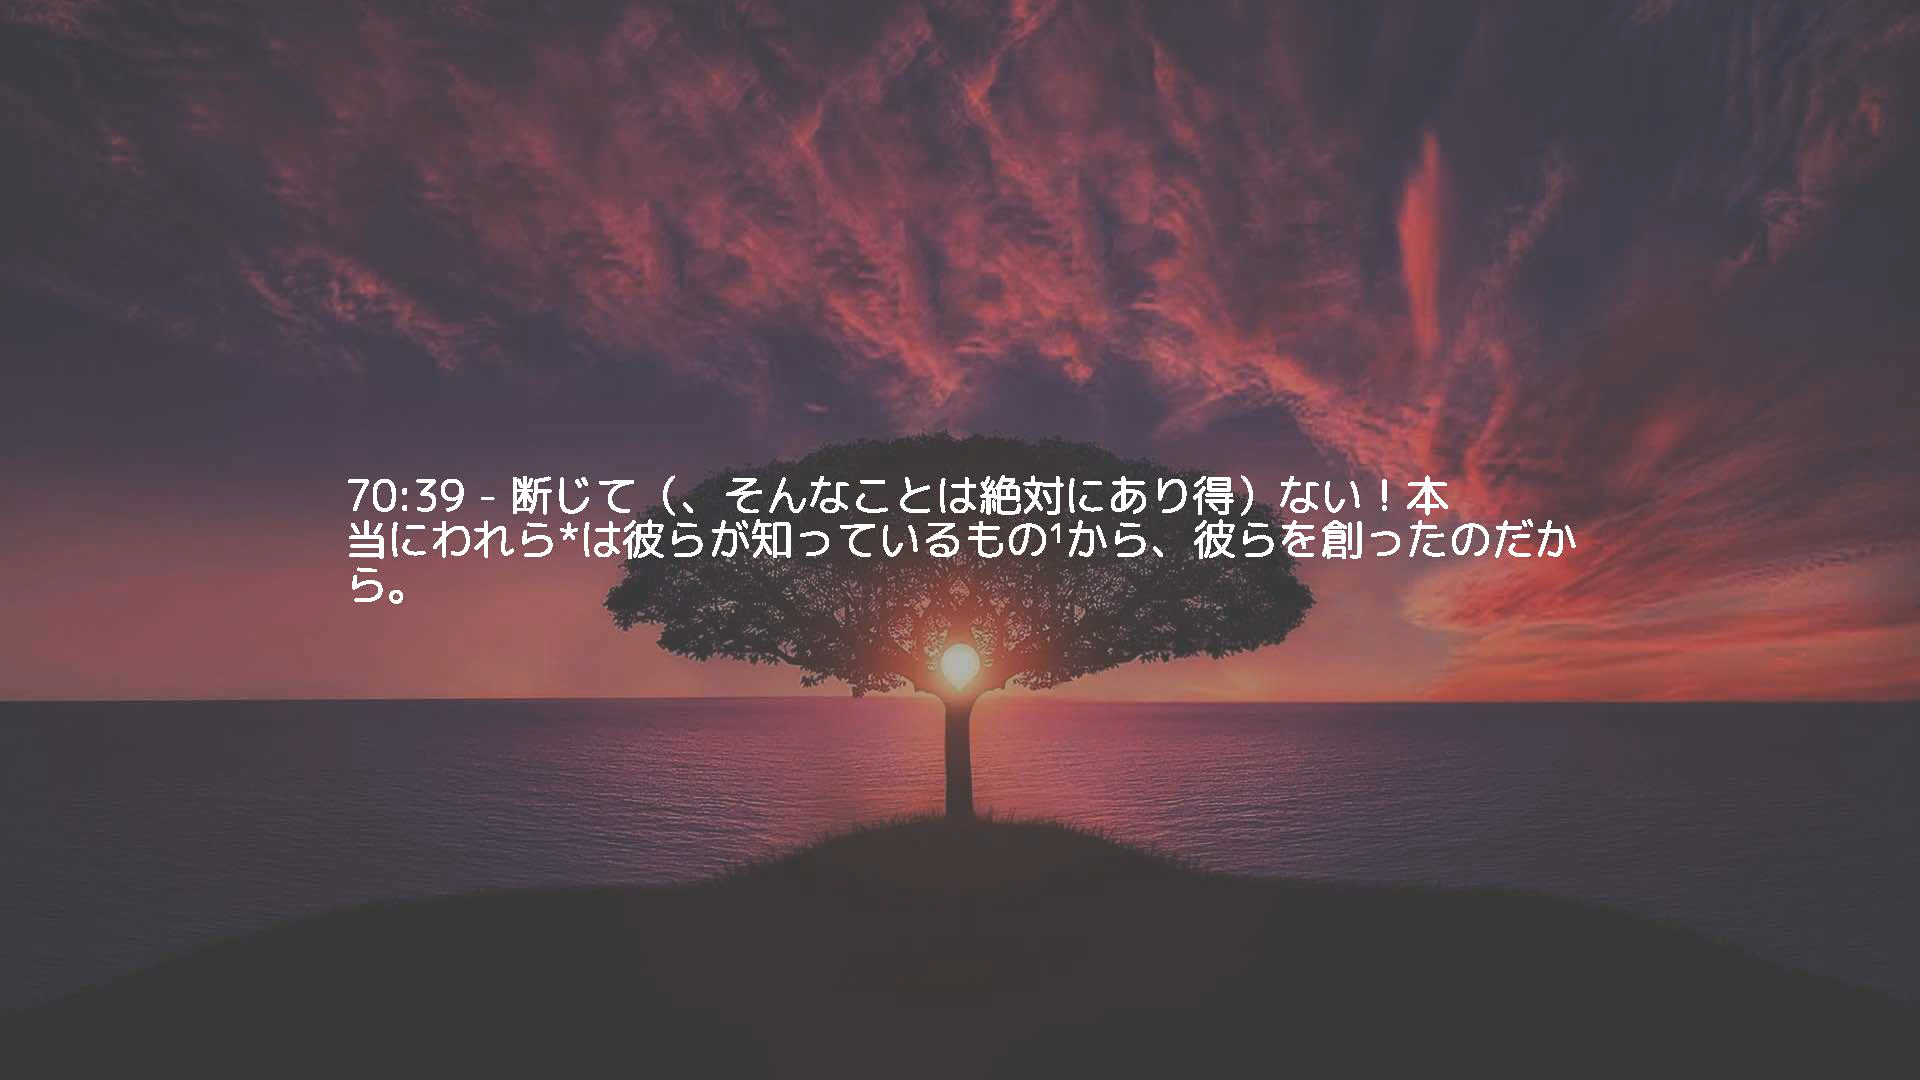 70:39 - 断じて（、そんなことは絶対にあり得）ない！本
当にわれら*は彼らが知っているもの¹から、彼らを創ったのだか
ら。